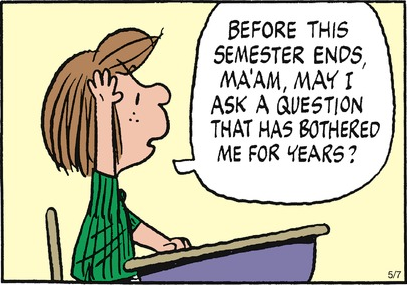 BEFORE THIS
SEMESTER ENDS,
MA'AM, MAY I
ASK A QUESTION
THAT HAS BOTHERED
ME FOR YEARS?
5/7